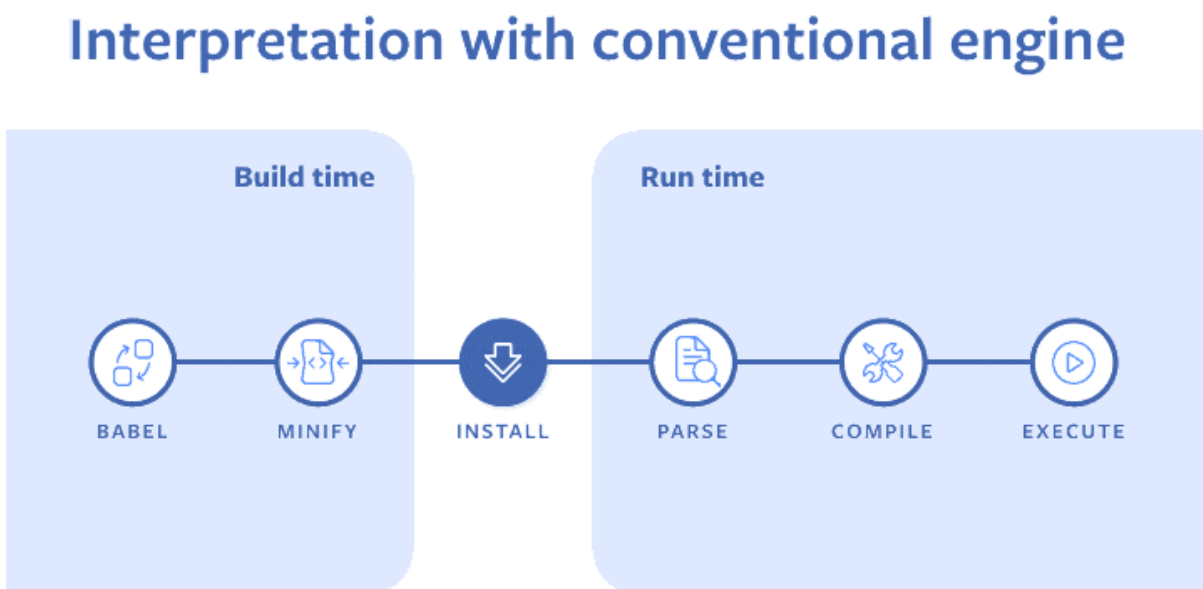 Interpretation with conventional engine
Build time
Run time
BABEL
MINIFY
INSTALL
PARSE
COMPILE
EXECUTE